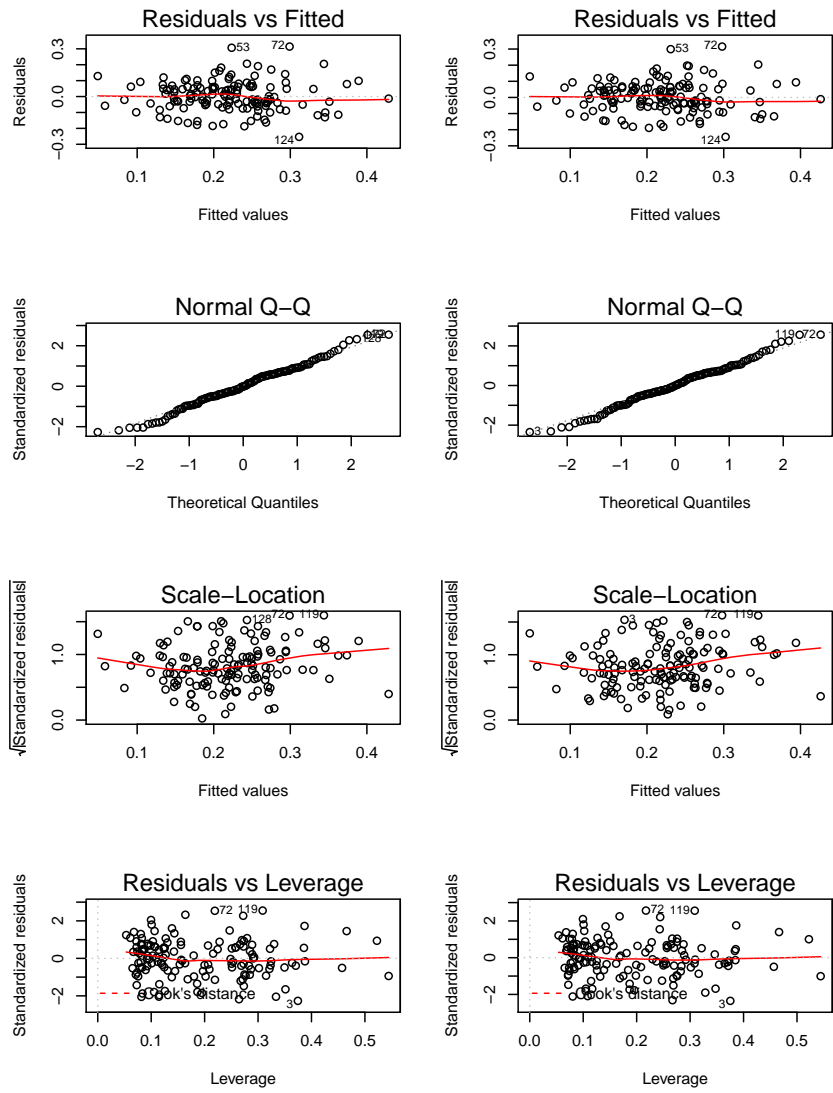 Residuals vs Fitted
Residuals
−0.3 0.0 0.3
53
72
124
0.1 0.2 0.3 0.4
Fitted values
Residuals vs Fitted
Residuals
−0.3 0.0 0.3
53
72
124
0.1 0.2 0.3 0.4
Fitted values
Normal Q−Q
Standardized residuals
−2 0 2
−2 −1 0 1 2
Theoretical Quantiles
Normal Q−Q
Standardized residuals
−2 0 2
119 72
3
−2 −1 0 1 2
Theoretical Quantiles
Scale−Location
√|Standardized residuals|
0.0 1.0
128
72
119
0.1 0.2 0.3 0.4
Fitted values
Scale−Location
√|Standardized residuals|
0.0 1.0
3
72
119
0.1 0.2 0.3 0.4
Fitted values
Residuals vs Leverage
Standardized residuals
−2 0 2
72 119
3
Cook's distance
0.0 0.1 0.2 0.3 0.4 0.5
Leverage
Residuals vs Leverage
Standardized residuals
−2 0 2
72 119
3
Cook's distance
0.0 0.1 0.2 0.3 0.4 0.5
Leverage